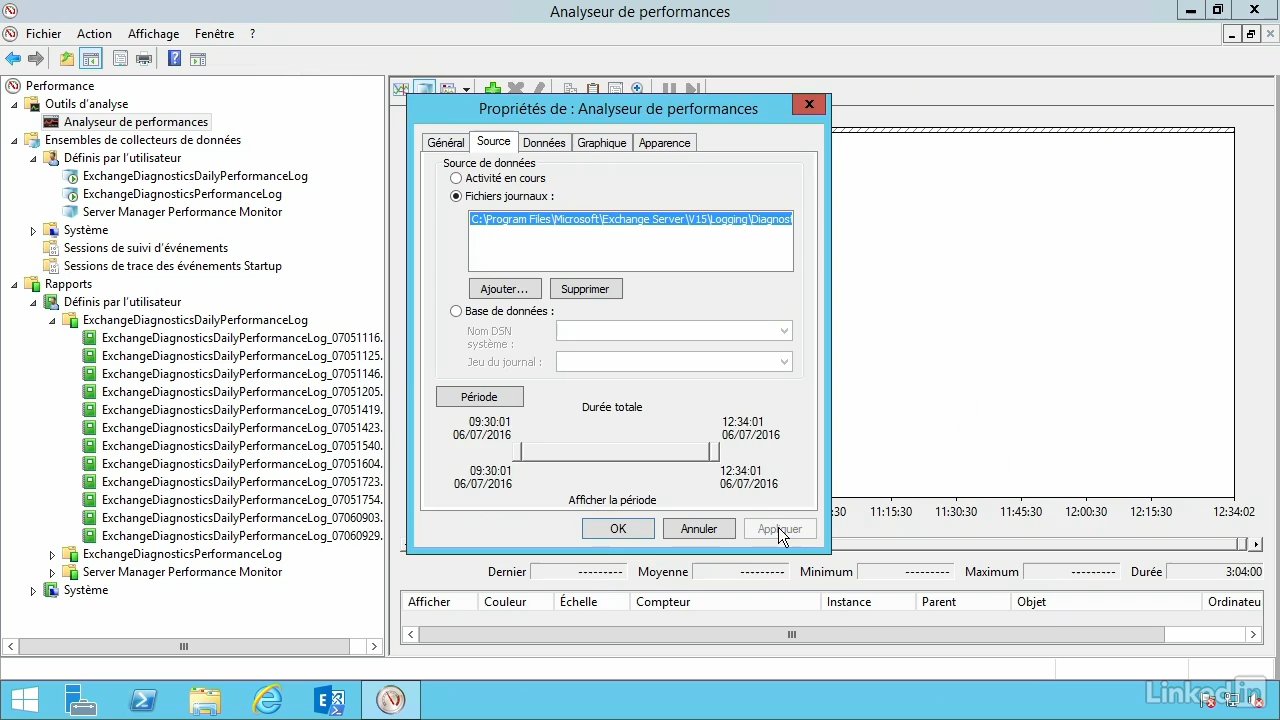 Analyseur de performances
Fichier Action Affichage Fenêtre ?
Performance
Outils d'analyse
Analyseur de performances
Ensembles de collecteurs de données
Définis par l'utilisateur
ExchangeDiagnosticsDailyPerformanceLog
ExchangeDiagnosticsPerformanceLog
Server Manager Performance Monitor
Système
Sessions de suivi d'événements
Sessions de trace des événements Startup
Rapports
Définis par l'utilisateur
ExchangeDiagnosticsDailyPerformanceLog
ExchangeDiagnosticsDailyPerformanceLog_07051116.
ExchangeDiagnosticsDailyPerformanceLog_07051125.
ExchangeDiagnosticsDailyPerformanceLog_07051146.
ExchangeDiagnosticsDailyPerformanceLog_07051205.
ExchangeDiagnosticsDailyPerformanceLog_07051419.
ExchangeDiagnosticsDailyPerformanceLog_07051423.
ExchangeDiagnosticsDailyPerformanceLog_07051540.
ExchangeDiagnosticsDailyPerformanceLog_07051604.
ExchangeDiagnosticsDailyPerformanceLog_07051723.
ExchangeDiagnosticsDailyPerformanceLog_07051754.
ExchangeDiagnosticsDailyPerformanceLog_07060903.
ExchangeDiagnosticsDailyPerformanceLog_07060929.
ExchangeDiagnosticsPerformanceLog
Server Manager Performance Monitor
Système
Propriétés de : Analyseur de performances
Général Source Données Graphique Apparence
Source de données
Activité en cours
Fichiers journaux :
C:\Program Files\Microsoft\Exchange Server\V15\Logging\Diagnost
Ajouter... Supprimer
Base de données :
Nom DSN
système :
Jeu du journal :
Période
Durée totale
09:30:01 12:34:01
06/07/2016 06/07/2016
09:30:01 12:34:01
06/07/2016 06/07/2016
Afficher la période
OK Annuler Appliquer
:30 11:15:30 11:30:30 11:45:30 12:00:30 12:15:30 12:34:02
Dernier --------- Moyenne --------- Minimum --------- Maximum --------- Durée 3:04:00
Afficher Couleur Échelle Compteur Instance Parent Objet Ordinateu
Linked in